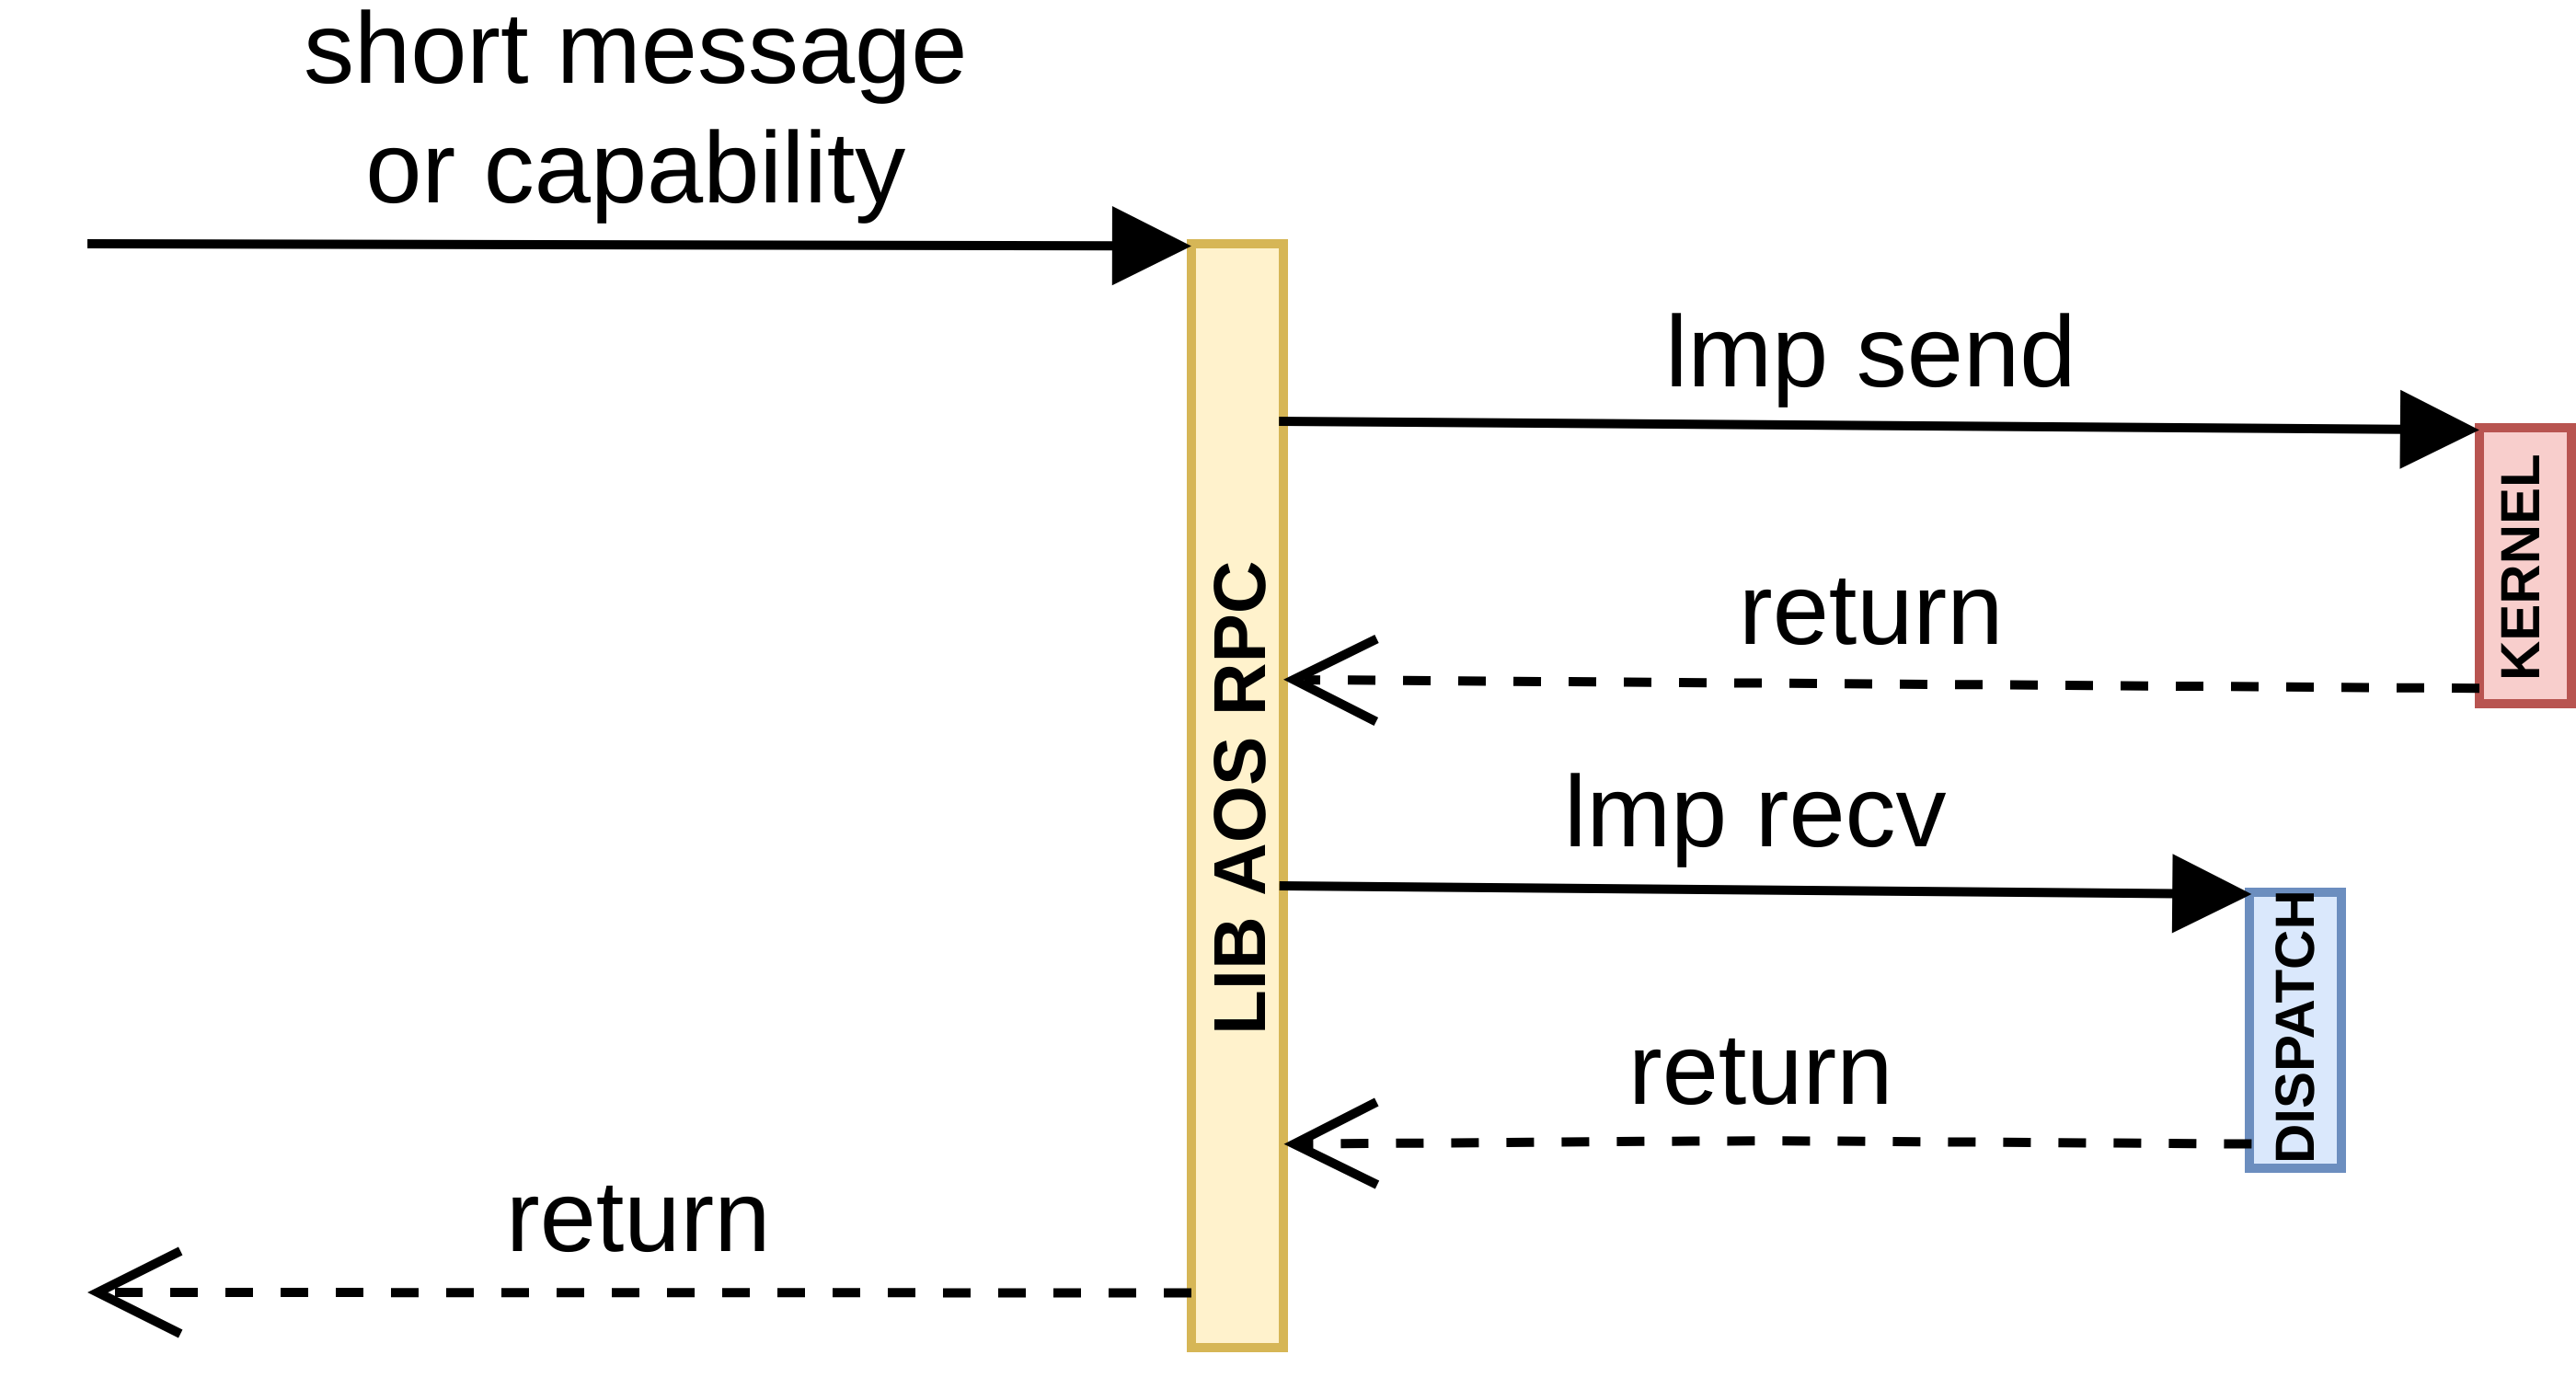 short message
or capability
lmp send
KERNEL
return
LIB AOS RPC
lmp recv
DISPATCH
return
return